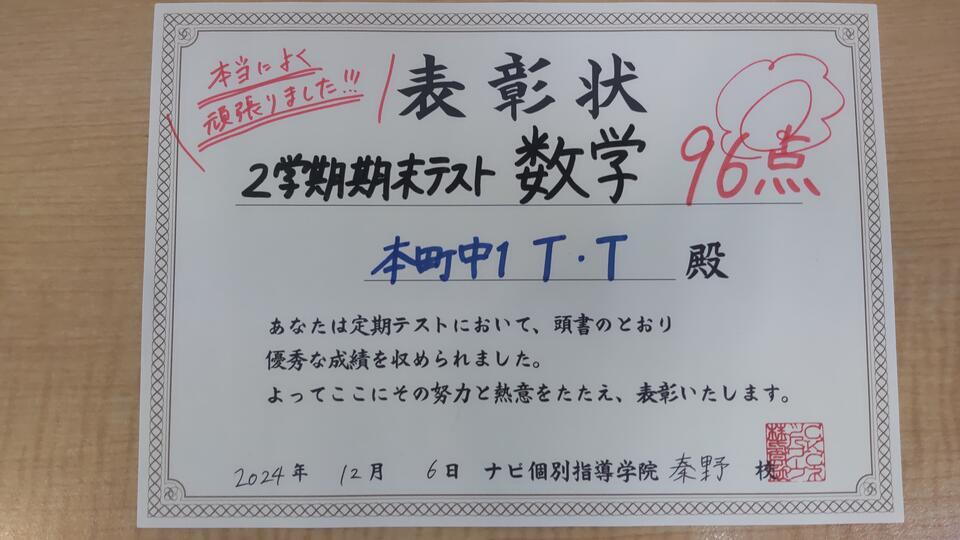 本当によく
頑張りました!!!
表彰状
2学期期末テスト 数学 96点
本町中1 T・T 殿
あなたは定期テストにおいて、頭書のとおり
優秀な成績を収められました。
よってここにその努力と熱意をたたえ、表彰いたします。
2024年 12月 6日 ナビ個別指導学院 秦野 校